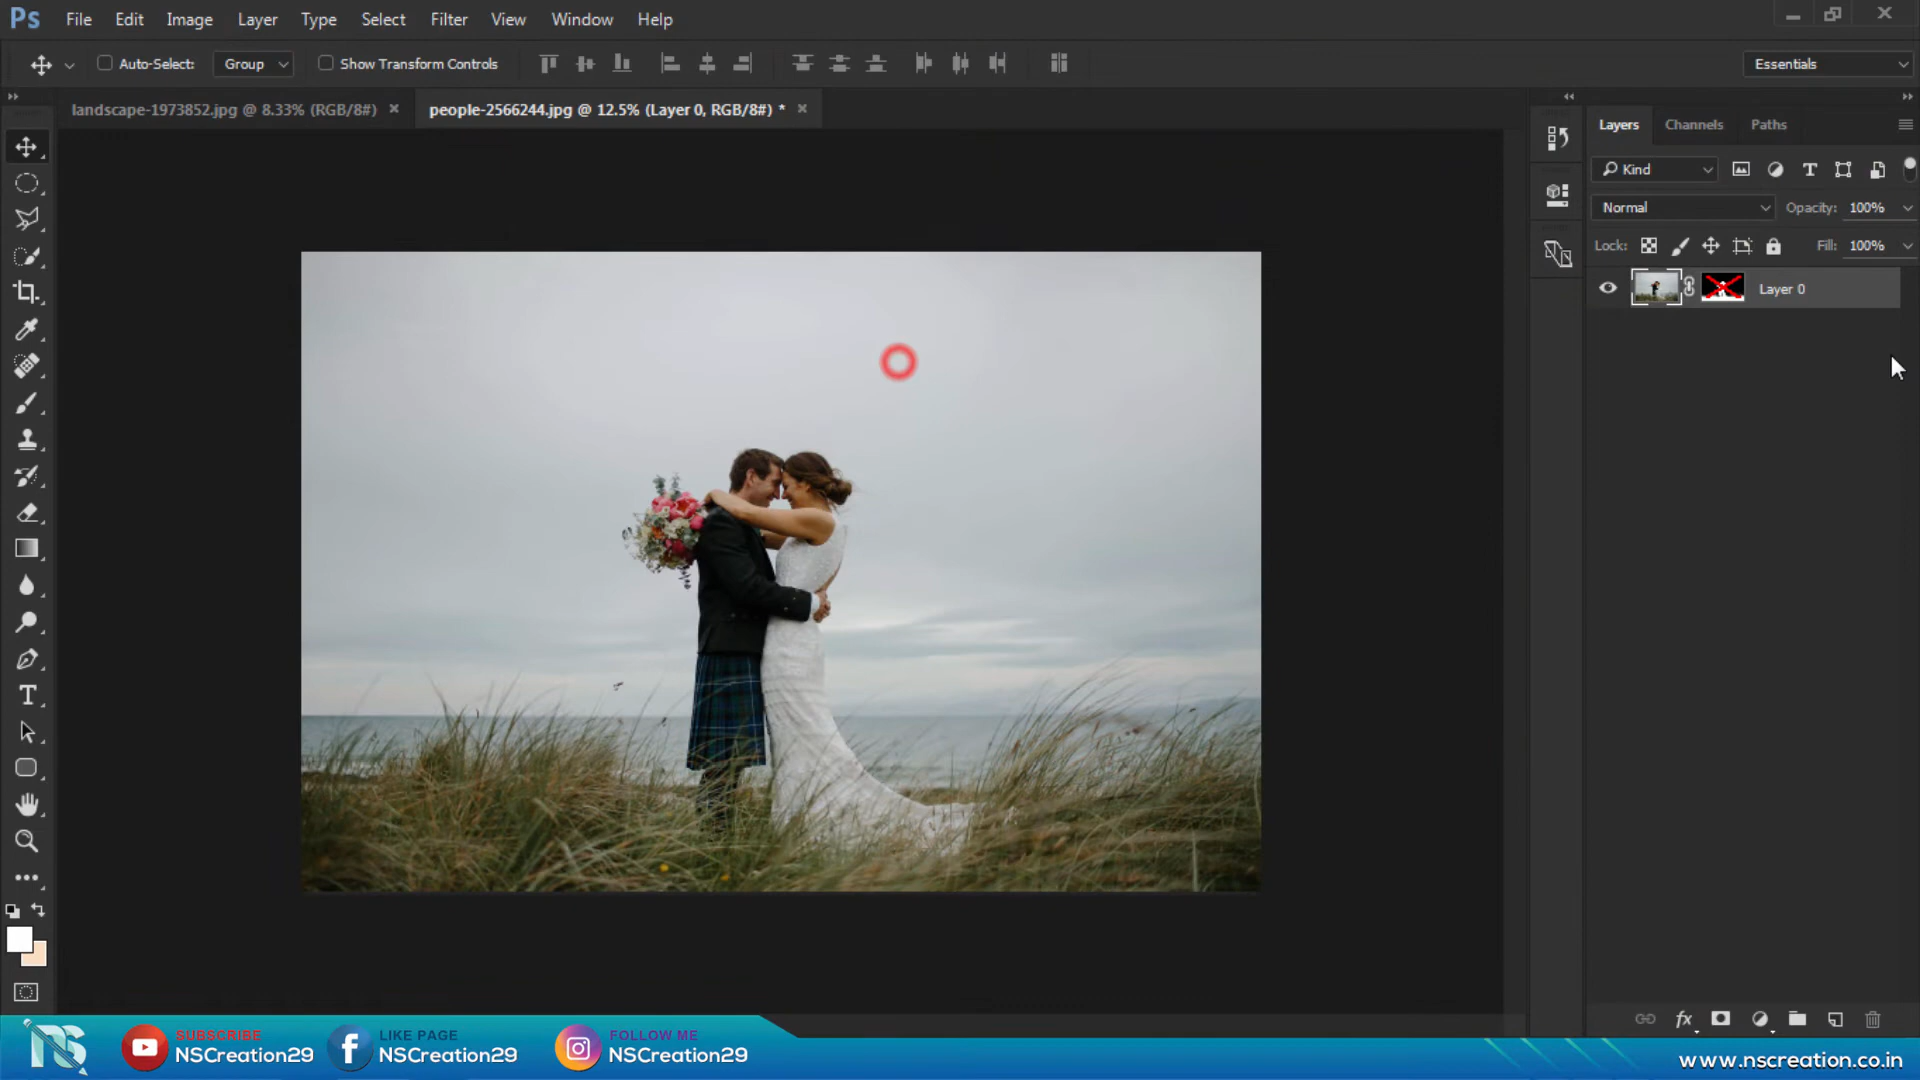 Ps File Edit Image Layer Type Select Filter View Window Help
Auto-Select: Group Show Transform Controls Essentials
landscape-1973852.jpg @ 8.33% (RGB/8#) × people-2566244.jpg @ 12.5% (Layer 0, RGB/8#) * ×
Layers Channels Paths
Kind
Normal Opacity: 100%
Lock: Fill: 100%
Layer 0
fx
NS SUBSCRIBE LIKE PAGE FOLLOW ME
NSCreation29 NSCreation29 NSCreation29
www.nscreation.co.in